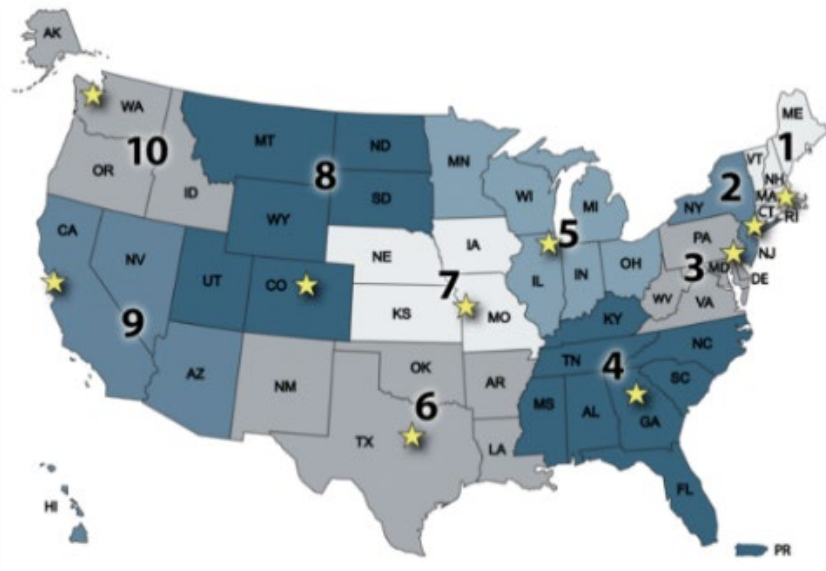 AK
WA
10
OR
ID
MT
ND
8
SD
WY
MN
WI
MI
5
IL
IN
OH
ME
VT
1
NH
MA
CT
RI
2
NY
PA
NJ
3
MD
DE
WV
VA
CA
NV
9
AZ
UT
CO
NE
IA
7
KS
MO
KY
NC
TN
4
SC
MS
AL
GA
FL
NM
OK
AR
6
TX
LA
HI
PR